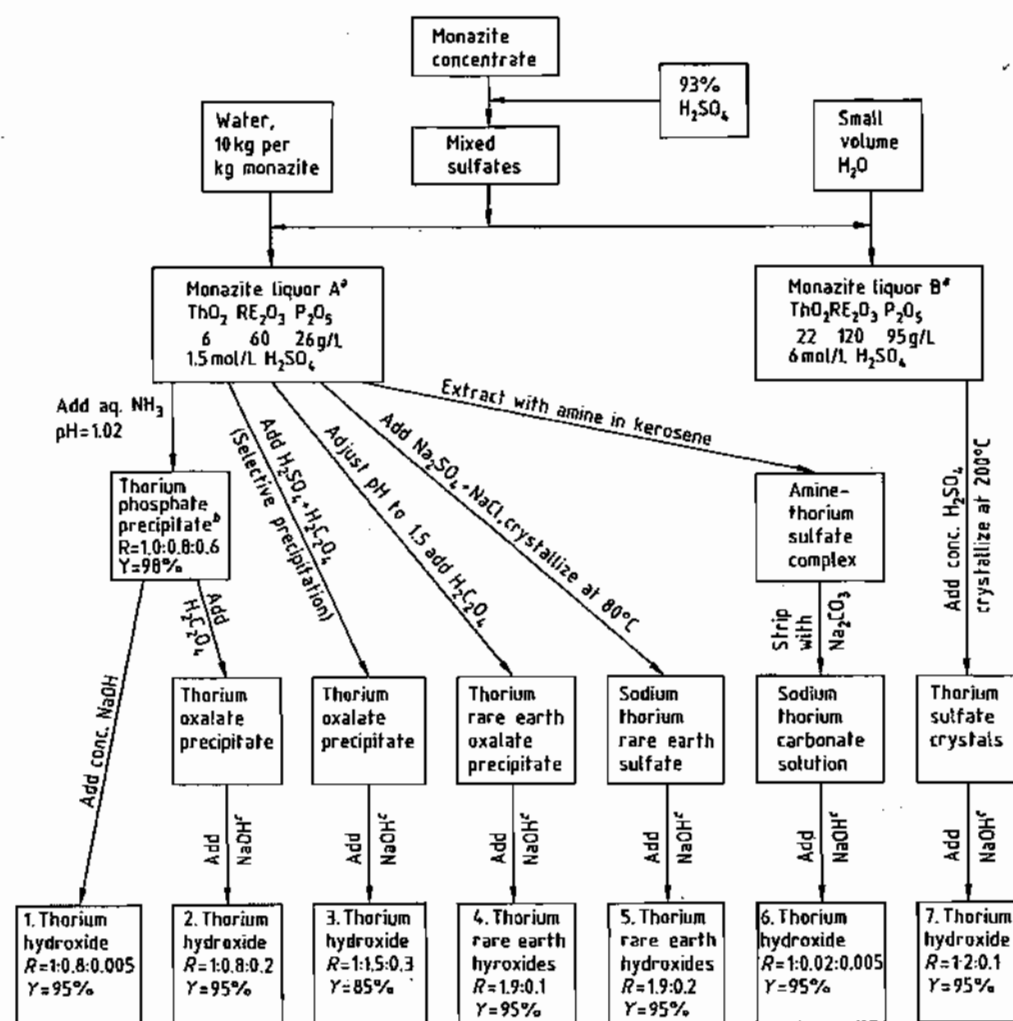 Monazite
concentrate
93%
H₂SO₄
Water,
10 kg per
kg monazite
Mixed
sulfates
Small
volume
H₂O
Monazite liquor Aᵃ
ThO₂ RE₂O₃ P₂O₅
6 60 26 g/L
1.5 mol/L H₂SO₄
Monazite liquor Bᵃ
ThO₂ RE₂O₃ P₂O₅
22 120 95 g/L
6 mol/L H₂SO₄
Add aq. NH₃
pH=1.02
Add H₂SO₄+H₂C₂O₄
(Selective precipitation)
Adjust pH to 1.5 add H₂C₂O₄
Add Na₂SO₄+NaCl, crystallize at 80°C
Extract with amine in kerosene
Add conc. H₂SO₄
crystallize at 200°C
Thorium
phosphate
precipitateᵇ
R=1.0:0.8:0.6
Y=98%
Amine-
thorium
sulfate
complex
Add conc. NaOH
Add
H₂C₂O₄
Strip
with
Na₂CO₃
Thorium
oxalate
precipitate
Thorium
oxalate
precipitate
Thorium
rare earth
oxalate
precipitate
Sodium
thorium
rare earth
sulfate
Sodium
thorium
carbonate
solution
Thorium
sulfate
crystals
Add
NaOHᶜ
Add
NaOHᶜ
Add
NaOHᶜ
Add
NaOHᶜ
Add
NaOHᶜ
Add
NaOHᶜ
1. Thorium
hydroxide
R=1:0.8:0.005
Y=95%
2. Thorium
hydroxide
R=1:0.8:0.2
Y=95%
3. Thorium
hydroxide
R=1:1.5:0.3
Y=85%
4. Thorium
rare earth
hyroxides
R=1.9:0.1
Y=95%
5. Thorium
rare earth
hydroxides
R=1.9:0.2
Y=95%
6. Thorium
hydroxide
R=1:0.02:0.005
Y=95%
7. Thorium
hydroxide
R=1:2:0.1
Y=95%